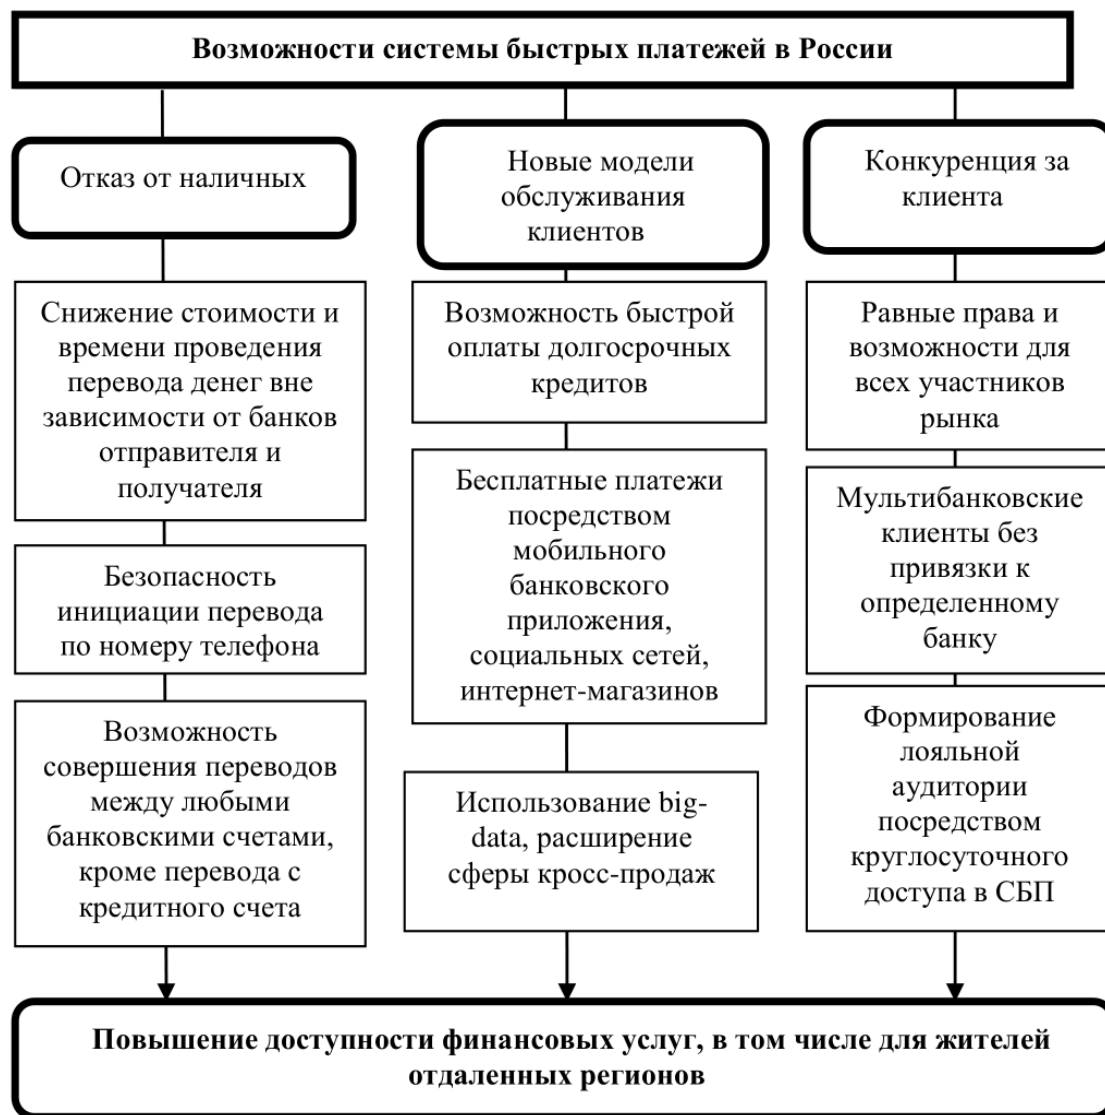 Возможности системы быстрых платежей в России
Отказ от наличных
Новые модели
обслуживания
клиентов
Конкуренция за
клиента
Снижение стоимости и
времени проведения
перевода денег вне
зависимости от банков
отправителя и
получателя
Безопасность
инициации перевода
по номеру телефона
Возможность
совершения переводов
между любыми
банковскими счетами,
кроме перевода с
кредитного счета
Возможность быстрой
оплаты долгосрочных
кредитов
Бесплатные платежи
посредством
мобильного
банковского
приложения,
социальных сетей,
интернет-магазинов
Использование big-
data, расширение
сферы кросс-продаж
Равные права и
возможности для
всех участников
рынка
Мультибанковские
клиенты без
привязки к
определенному
банку
Формирование
лояльной
аудитории
посредством
круглосуточного
доступа в СБП
Повышение доступности финансовых услуг, в том числе для жителей
отдаленных регионов